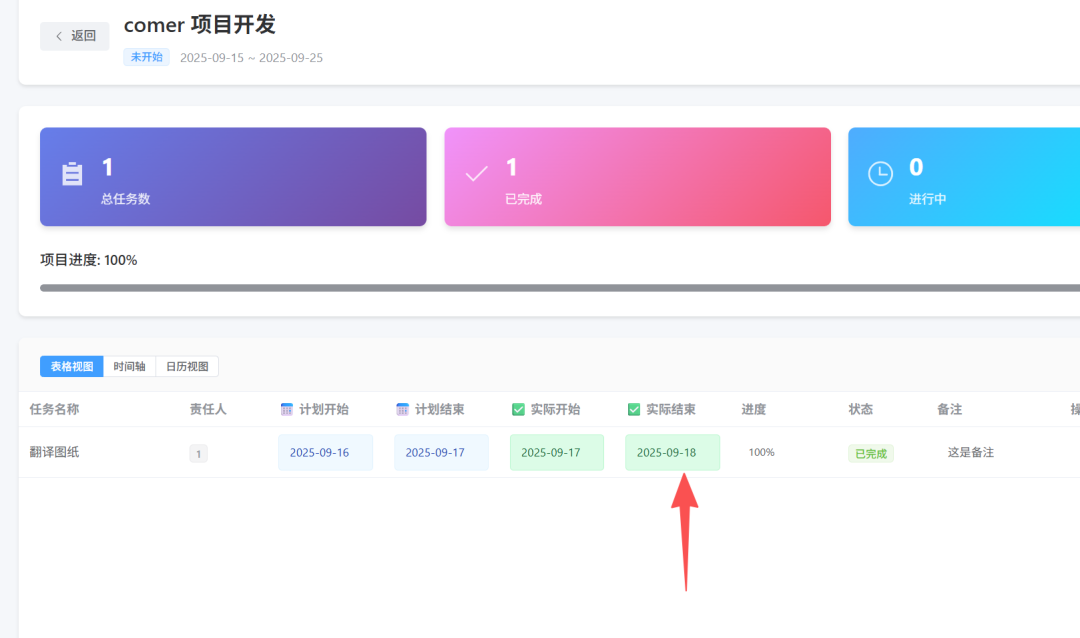 返回
comer 项目开发
未开始 2025-09-15 ~ 2025-09-25
1
总任务数
1
已完成
0
进行中
项目进度: 100%
表格视图 时间轴 日历视图
任务名称 责任人 计划开始 计划结束 实际开始 实际结束 进度 状态 备注
翻译图纸 1 2025-09-16 2025-09-17 2025-09-17 2025-09-18 100% 已完成 这是备注